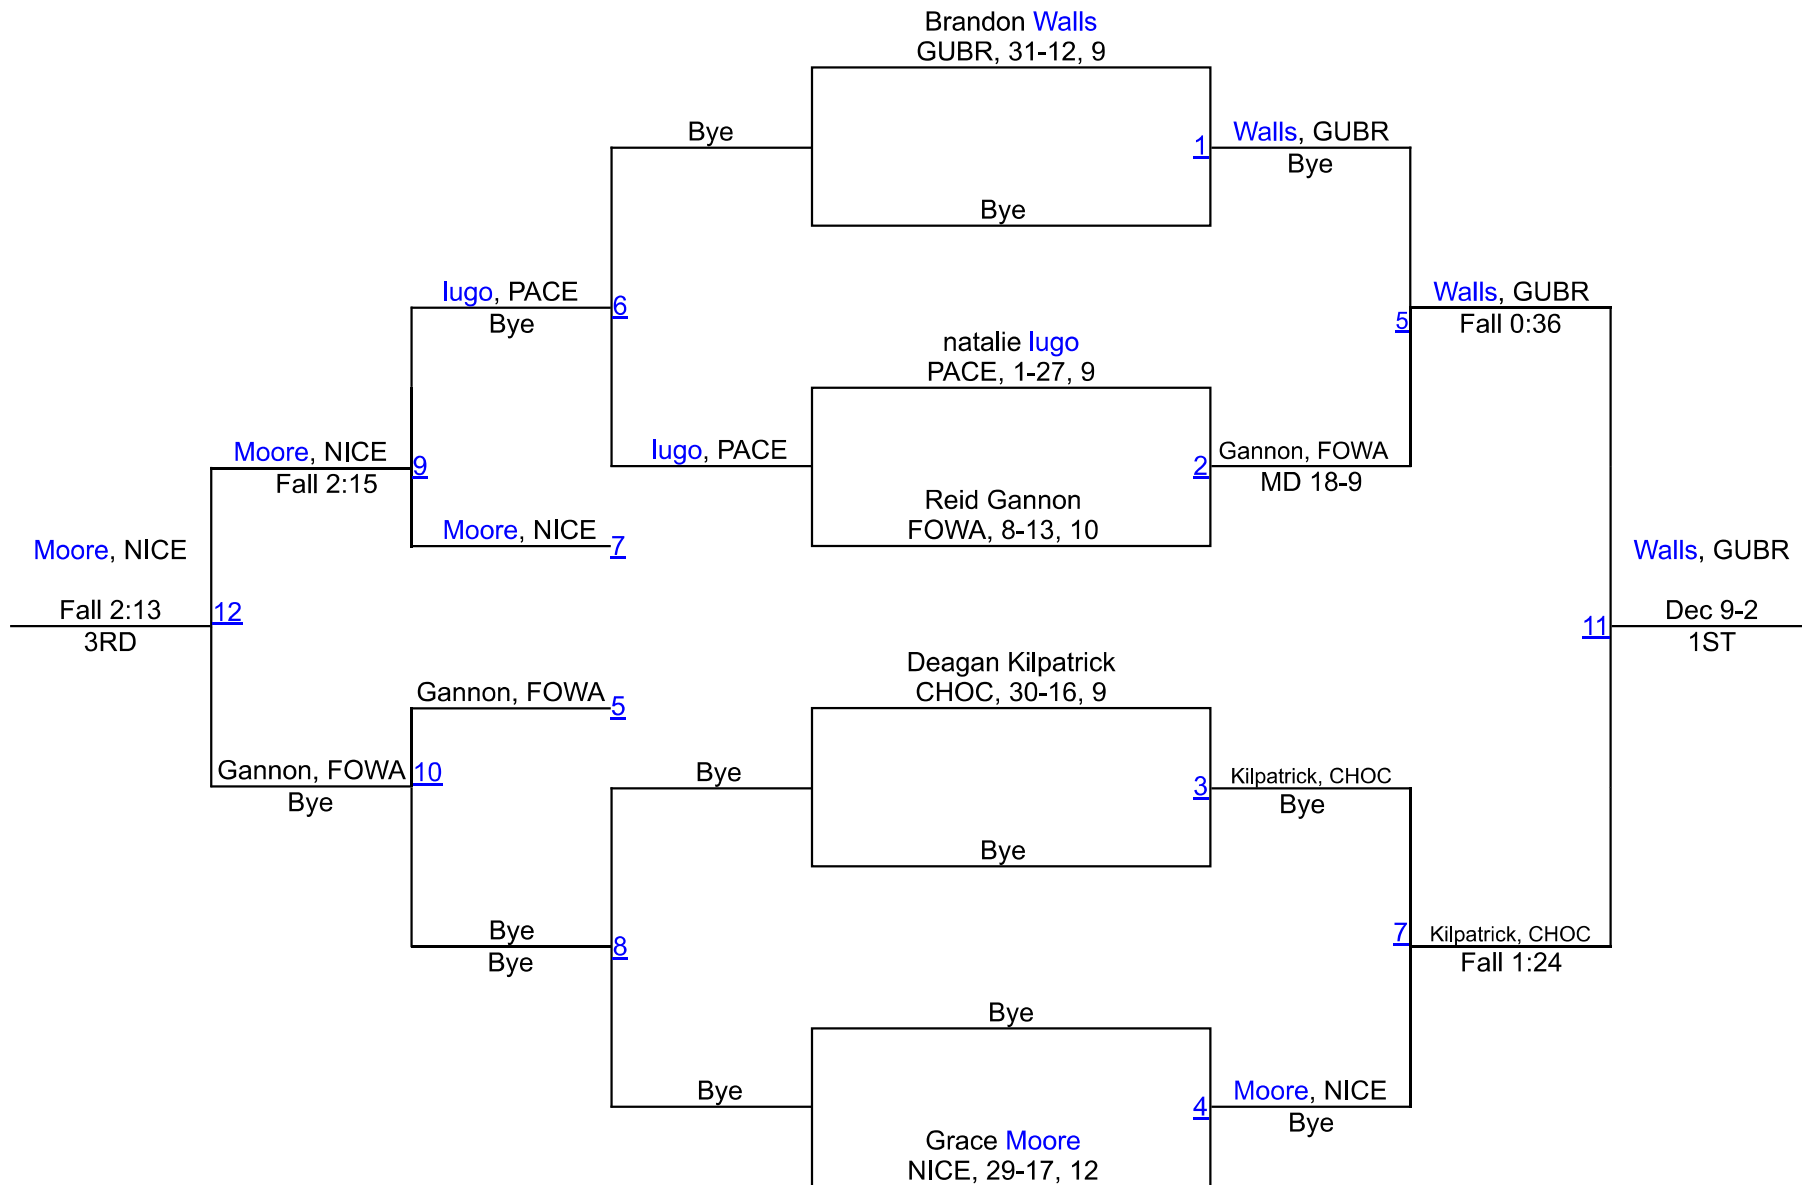 Brandon Walls
GUBR, 31-12, 9
Bye
1
Walls, GUBR
Bye
Bye
Iugo, PACE
Bye
6
natalie Iugo
PACE, 1-27, 9
5
Walls, GUBR
Fall 0:36
Moore, NICE
Fall 2:15
9
Iugo, PACE
2
Gannon, FOWA
MD 18-9
Reid Gannon
FOWA, 8-13, 10
Moore, NICE
7
Moore, NICE
Fall 2:13
3RD
12
Walls, GUBR
Dec 9-2
1ST
11
Deagan Kilpatrick
CHOC, 30-16, 9
Gannon, FOWA
5
Gannon, FOWA
Bye
10
Bye
3
Kilpatrick, CHOC
Bye
Bye
Bye
Bye
8
7
Kilpatrick, CHOC
Fall 1:24
Bye
Bye
4
Moore, NICE
Bye
Grace Moore
NICE, 29-17, 12